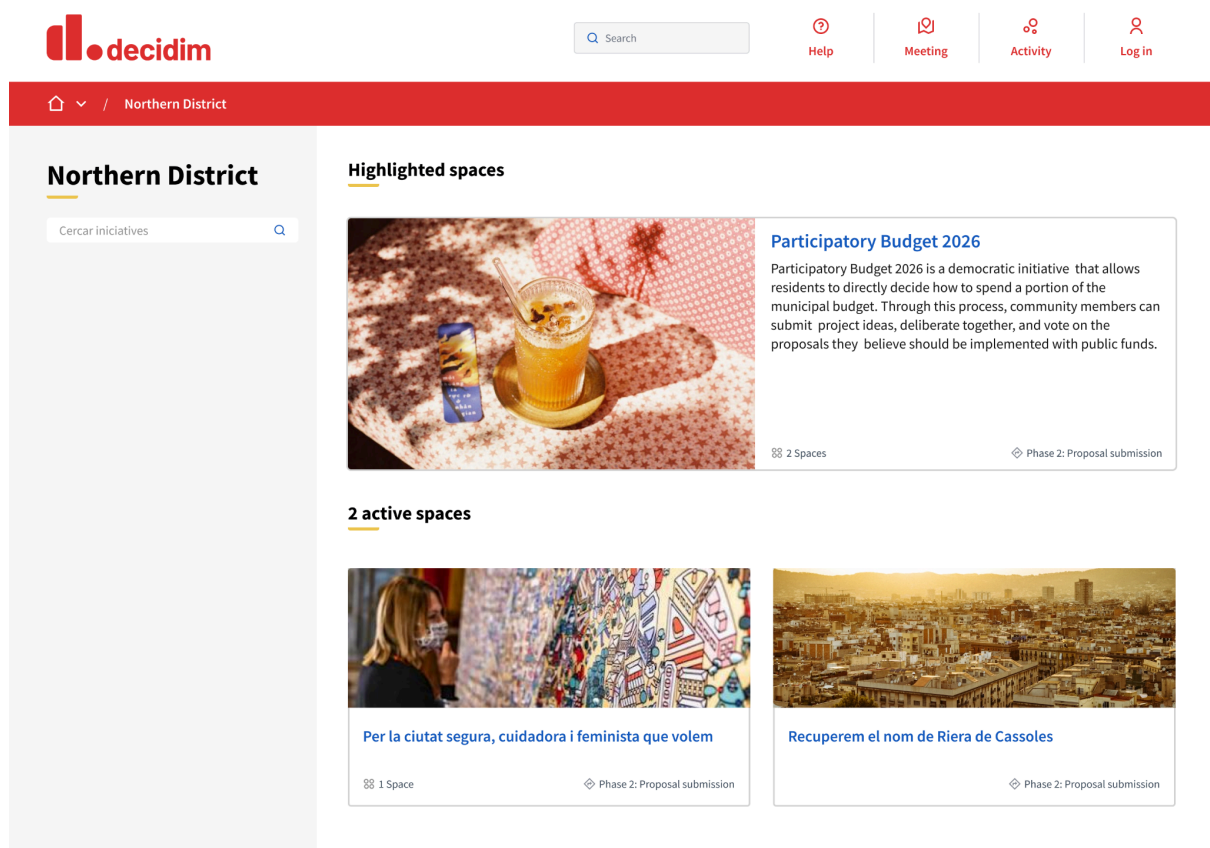 decidim
Search
Help
Meeting
Activity
Log in
/ Northern District
Northern District
Cercar iniciatives
Highlighted spaces
Participatory Budget 2026
Participatory Budget 2026 is a democratic initiative that allows
residents to directly decide how to spend a portion of the
municipal budget. Through this process, community members can
submit project ideas, deliberate together, and vote on the
proposals they believe should be implemented with public funds.
2 Spaces
Phase 2: Proposal submission
2 active spaces
Per la ciutat segura, cuidadora i feminista que volem
1 Space
Phase 2: Proposal submission
Recuperem el nom de Riera de Cassoles
Phase 2: Proposal submission